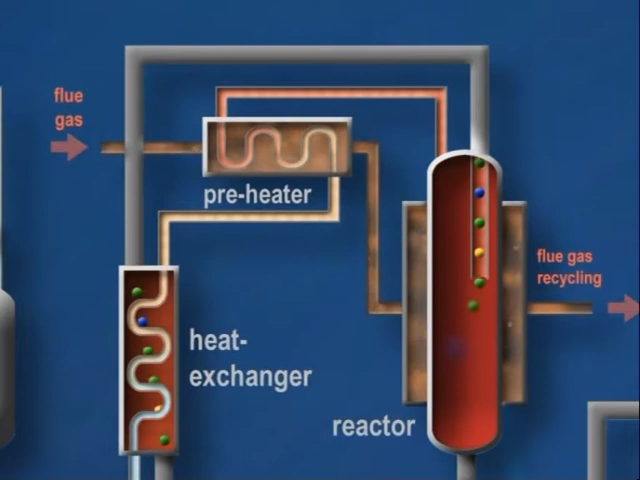 flue
gas
pre-heater
flue gas
recycling
heat-
exchanger
reactor